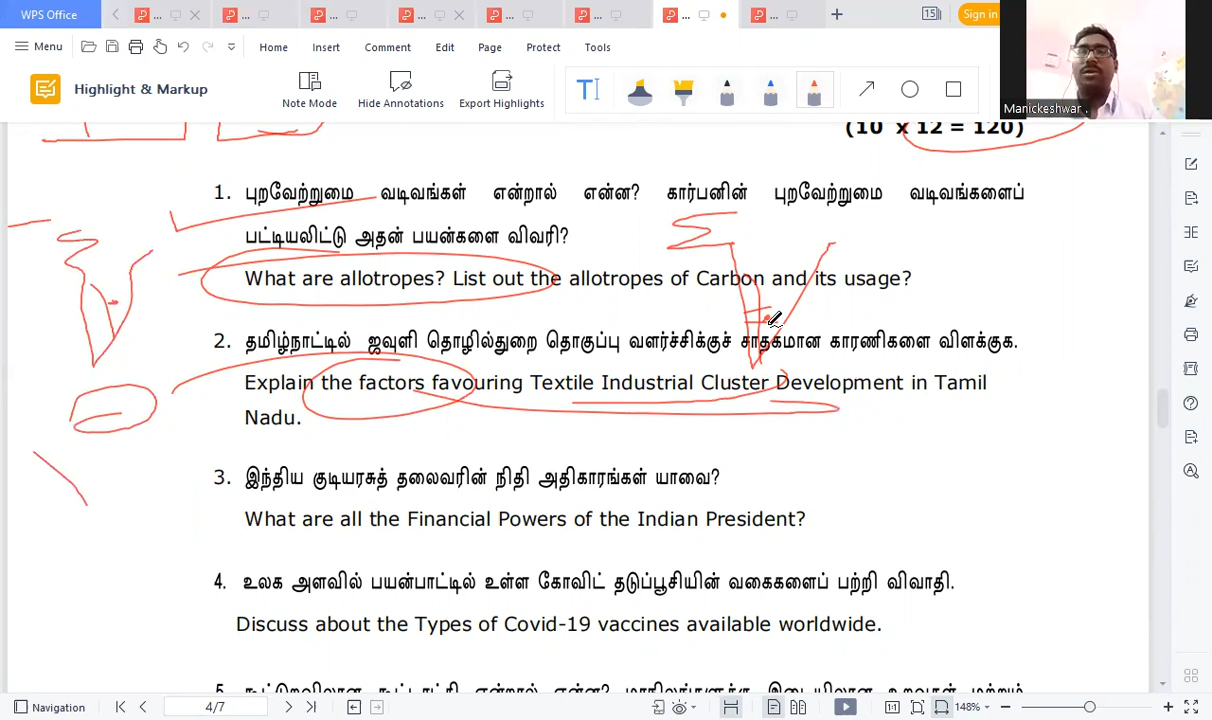 WPS Office ... ... ... ... ... ... ... ... + 15 Sign in
Menu Home Insert Comment Edit Page Protect Tools
Highlight & Markup Note Mode Hide Annotations Export Highlights
Manickeshwar .
(10 x 12 = 120)
1. புறவேற்றுமை வடிவங்கள் என்றால் என்ன? கார்பனின் புறவேற்றுமை வடிவங்களைப்
பட்டியலிட்டு அதன் பயன்களை விவரி?
What are allotropes? List out the allotropes of Carbon and its usage?
2. தமிழ்நாட்டில் ஜவுளி தொழில்துறை தொகுப்பு வளர்ச்சிக்குச் சாதகமான காரணிகளை விளக்குக.
Explain the factors favouring Textile Industrial Cluster Development in Tamil
Nadu.
3. இந்திய குடியரசுத் தலைவரின் நிதி அதிகாரங்கள் யாவை?
What are all the Financial Powers of the Indian President?
4. உலக அளவில் பயன்பாட்டில் உள்ள கோவிட் தடுப்பூசியின் வகைகளைப் பற்றி விவாதி.
Discuss about the Types of Covid-19 vaccines available worldwide.
Navigation 4/7 1:1 148%